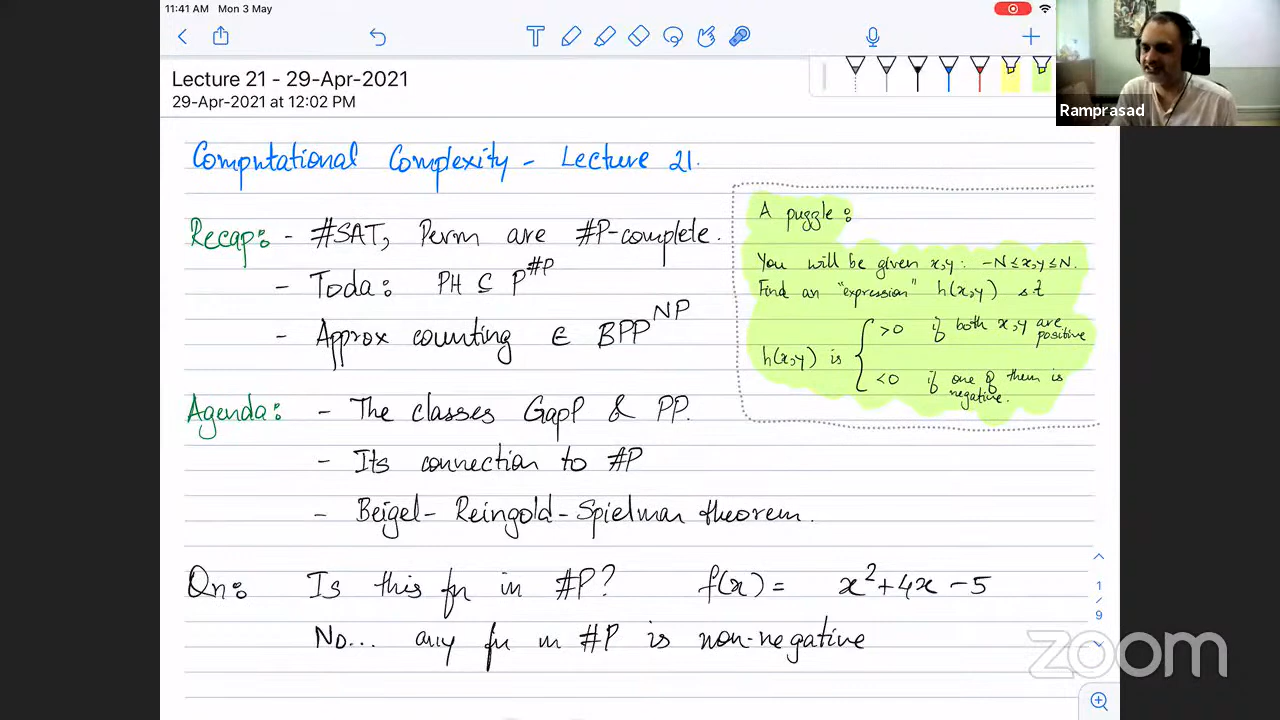 11:41 AM Mon 3 May
Ramprasad
Lecture 21 - 29-Apr-2021
29-Apr-2021 at 12:02 PM
Computational Complexity - Lecture 21.
Recap: - #SAT, Perm are #P-complete.
- Toda: PH ⊆ P^#P
- Approx counting ∈ BPP^NP
A puzzle:
You will be given x,y : -N ≤ x,y ≤ N.
Find an "expression" h(x,y) st
h(x,y) is { >0 if both x,y are positive
<0 if one of them is negative.
Agenda: - The classes GapP & PP.
- Its connection to #P
- Beigel-Reingold-Spielman theorem.
Qn: Is this fn in #P? f(x) = x²+4x-5
No... any fn in #P is non-negative
1/9
zoom